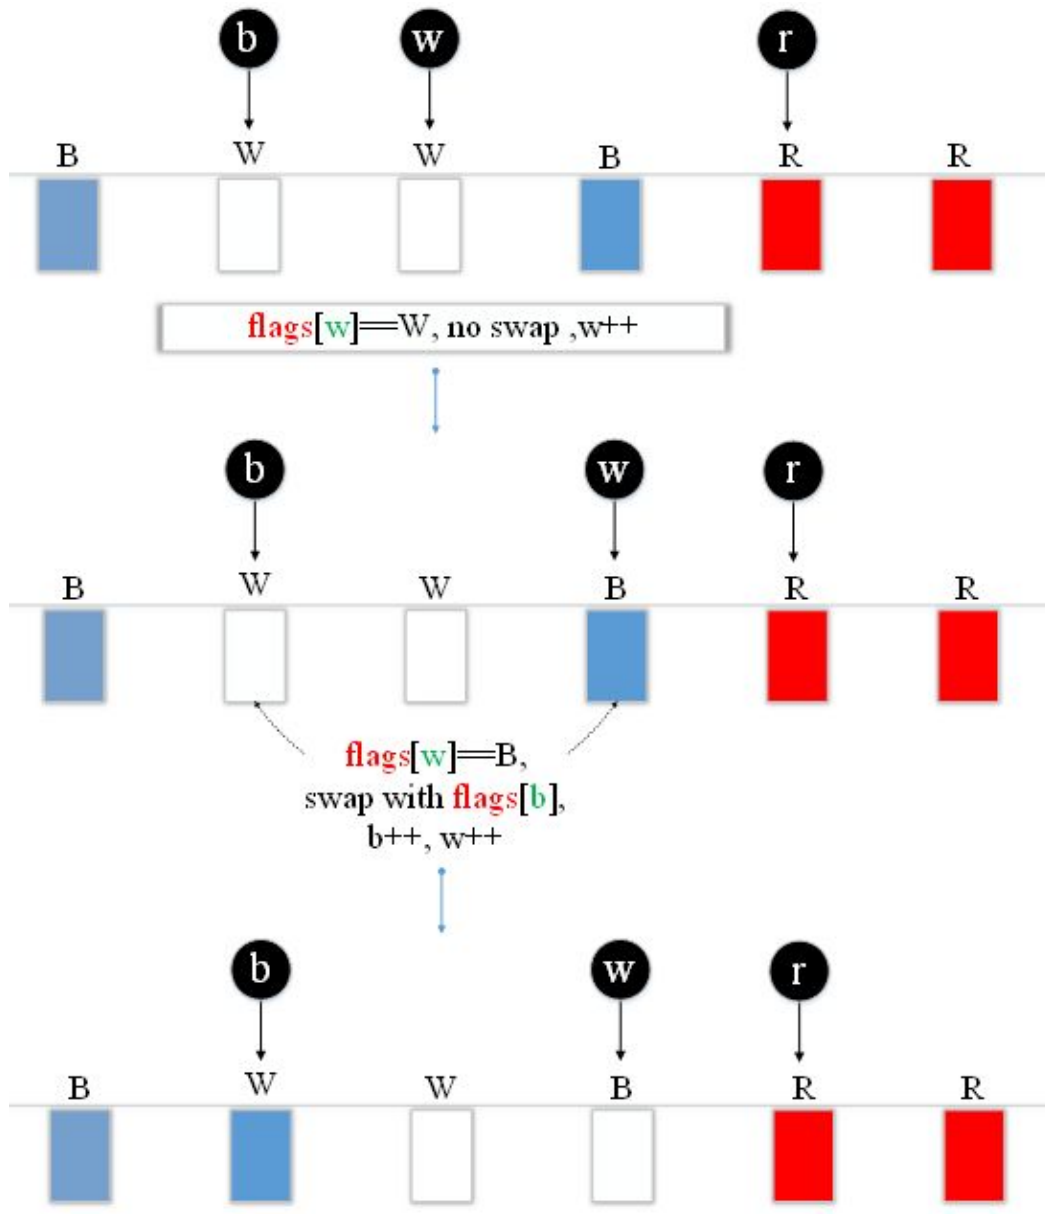 b w r
B W W B R R
flags[w]==W, no swap ,w++
b w r
B W W B R R
flags[w]==B,
swap with flags[b],
b++, w++
b w r
B W W B R R